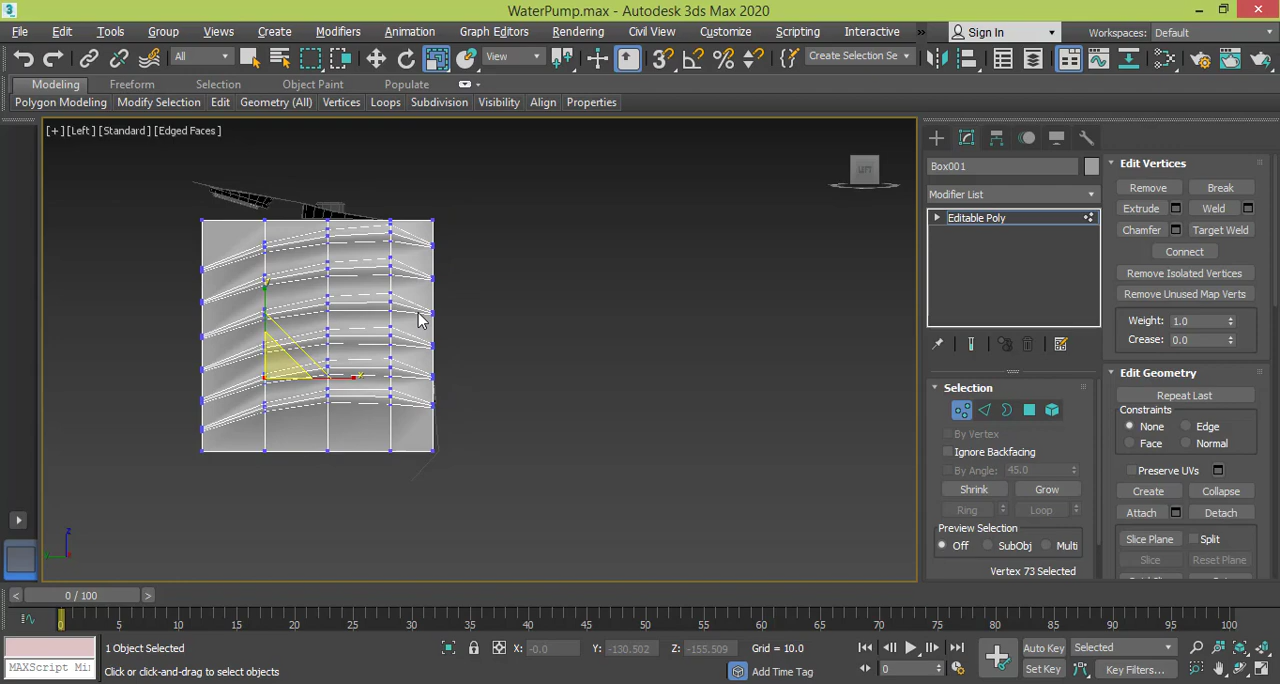 WaterPump.max - Autodesk 3ds Max 2020
File Edit Tools Group Views Create Modifiers Animation Graph Editors Rendering Civil View Customize Scripting Interactive Sign In Workspaces: Default
All View Create Selection Se
Modeling Freeform Selection Object Paint Populate
Polygon Modeling Modify Selection Edit Geometry (All) Vertices Loops Subdivision Visibility Align Properties
[+] [Left] [Standard] [Edged Faces]
Box001
Modifier List
Editable Poly
Selection
By Vertex
Ignore Backfacing
By Angle: 45.0
Shrink Grow
Ring Loop
Preview Selection
Off SubObj Multi
Vertex 73 Selected
Edit Vertices
Remove Break
Extrude Weld
Chamfer Target Weld
Connect
Remove Isolated Vertices
Remove Unused Map Verts
Weight: 1.0
Crease: 0.0
Edit Geometry
Repeat Last
Constraints
None Edge
Face Normal
Preserve UVs
Create Collapse
Attach Detach
Slice Plane Split
Slice Reset Plane
z
< 0 / 100 >
0 5 10 15 20 25 30 35 40 45 50 55 60 65 70 75 80 85 90 95 100
MAXScript Mi
1 Object Selected
Click or click-and-drag to select objects
X: -0.0 Y: -130.502 Z: -155.509 Grid = 10.0
Add Time Tag
0
Auto Key Selected
Set Key Key Filters...